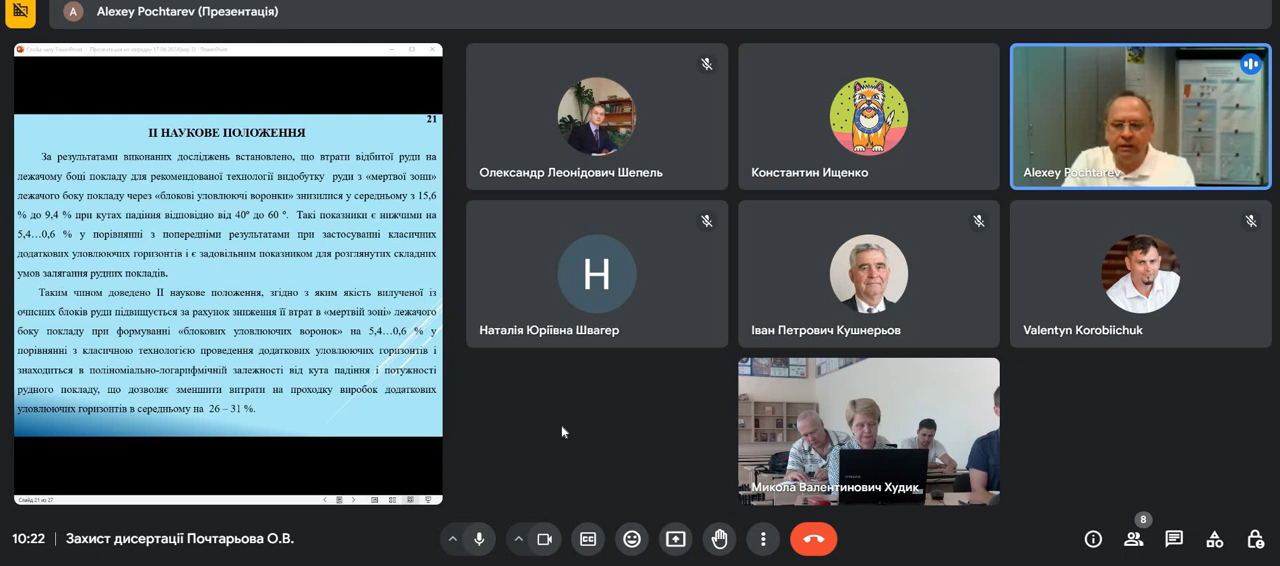 A
Alexey Pochtarev (Презентація)
21
ІІ НАУКОВЕ ПОЛОЖЕННЯ
За результатами виконаних досліджень встановлено, що втрати відбитої руди на
лежачому боці покладу для рекомендованої технології видобутку руди з «мертвої зони»
лежачого боку покладу через «блокові уловлюючі воронки» знизилися у середньому з 15,6
% до 9,4 % при кутах падіння відповідно від 40° до 60 °. Такі показники є нижчими на
5,4…0,6 % у порівнянні з попередніми результатами при застосуванні класичних
додаткових уловлюючих горизонтів і є задовільним показником для розглянутих складних
умов залягання рудних покладів.
Таким чином доведено ІІ наукове положення, згідно з яким якість вилученої із
очисних блоків руди підвищується за рахунок зниження її втрат в «мертвій зоні» лежачого
боку покладу при формуванні «блокових уловлюючих воронок» на 5,4…0,6 % у
порівнянні з класичною технологією проведення додаткових уловлюючих горизонтів і
знаходиться в поліноміально-логарифмічній залежності від кута падіння і потужності
рудного покладу, що дозволяє зменшити витрати на проходку виробок додаткових
уловлюючих горизонтів в середньому на 26 – 31 %.
Слайд 21 из 27
Олександр Леонідович Шепель
Константин Ищенко
Alexey Pochtarev
Н
Наталія Юріївна Швагер
Іван Петрович Кушнерьов
Valentyn Korobiichuk
Микола Валентинович Худик
10:22
Захист дисертації Почтарьова О.В.
8